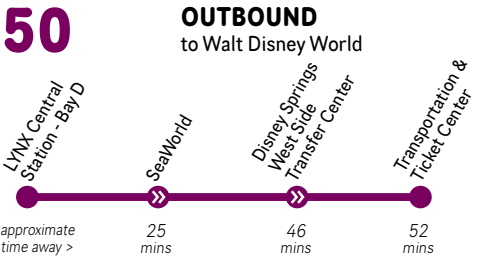 50
OUTBOUND
to Walt Disney World
LYNX Central
Station - Bay D
SeaWorld
Disney Springs
West Side
Transfer Center
Transportation &
Ticket Center
approximate
time away >
25
mins
46
mins
52
mins